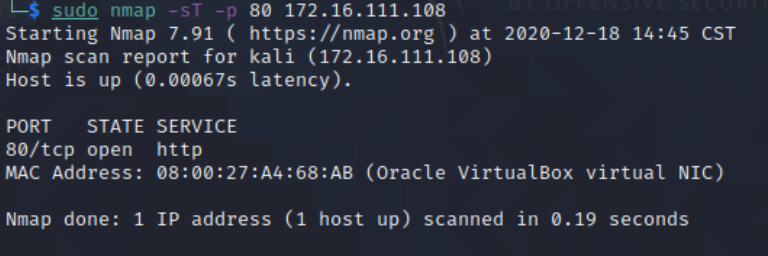 └─$ sudo nmap -sT -p 80 172.16.111.108
BY OFFENSIVE SECURIT
Starting Nmap 7.91 ( https://nmap.org ) at 2020-12-18 14:45 CST
Nmap scan report for kali (172.16.111.108)
Host is up (0.00067s latency).
PORT   STATE SERVICE
80/tcp open  http
MAC Address: 08:00:27:A4:68:AB (Oracle VirtualBox virtual NIC)
Nmap done: 1 IP address (1 host up) scanned in 0.19 seconds